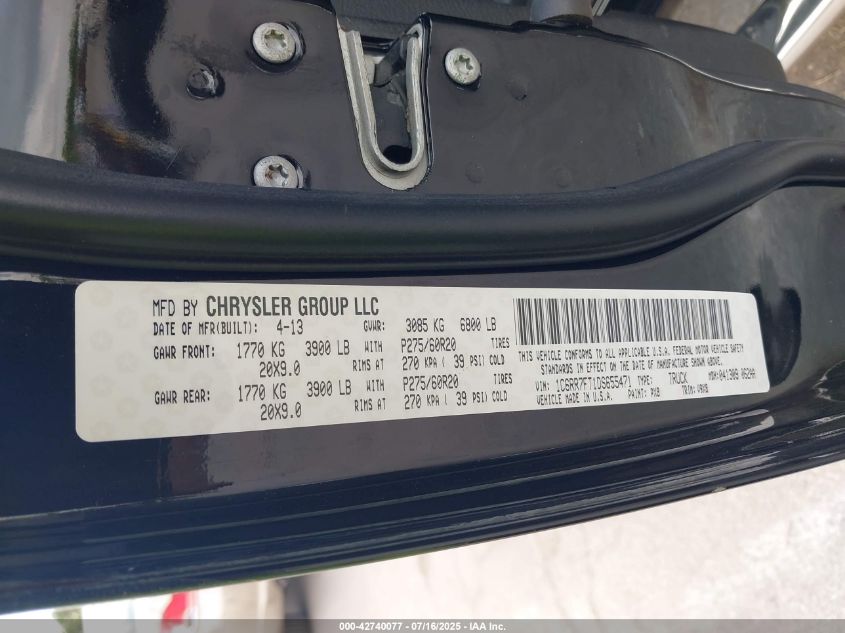 MFD BY CHRYSLER GROUP LLC
DATE OF MFR(BUILT): 4-13 GVWR: 3085 KG 6800 LB
GAWR FRONT: 1770 KG 3900 LB WITH P275/60R20 TIRES
20X9.0 RIMS AT 270 KPA ( 39 PSI) COLD
GAWR REAR: 1770 KG 3900 LB WITH P275/60R20 TIRES
20X9.0 RIMS AT 270 KPA ( 39 PSI) COLD
THIS VEHICLE CONFORMS TO ALL APPLICABLE U.S.A. FEDERAL MOTOR VEHICLE SAFETY
STANDARDS IN EFFECT ON THE DATE OF MANUFACTURE SHOWN ABOVE.
VIN: 1C6RR7FT1DS655471 TYPE: TRUCK
VEHICLE MADE IN U.S.A. PAINT: TRIM:
000-42740077 - 07/16/2025 - IAA Inc.